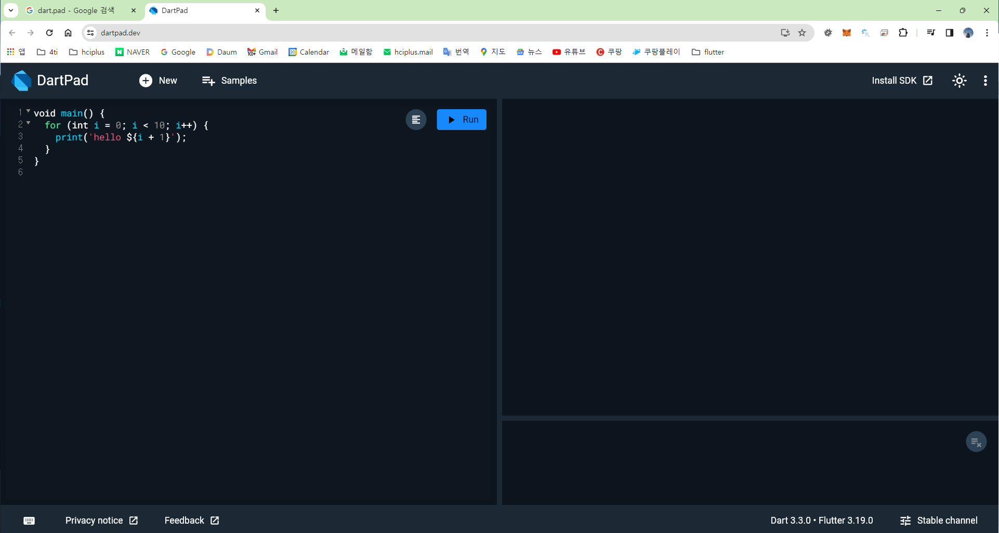 dart.pad - Google 검색
DartPad
dartpad.dev
앱 4ti hciplus NAVER Google Daum Gmail Calendar 메일함 hciplus.mail 번역 지도 뉴스 유튜브 쿠팡 쿠팡플레이 flutter
DartPad New Samples Install SDK
1 void main() {
2 for (int i = 0; i < 10; i++) {
3 print('hello ${i + 1}');
4 }
5 }
6
Run
Privacy notice Feedback Dart 3.3.0 • Flutter 3.19.0 Stable channel